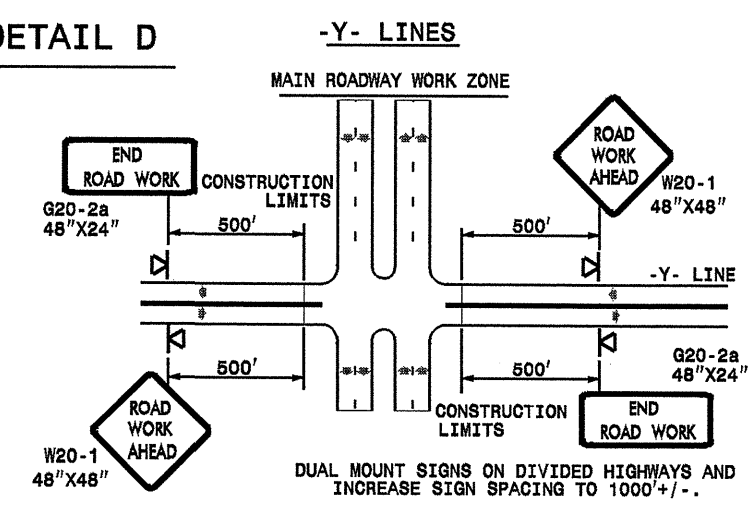 DETAIL D
-Y- LINES
MAIN ROADWAY WORK ZONE
END
ROAD WORK
G20-2a
48"X24"
CONSTRUCTION
LIMITS
500'
500'
ROAD
WORK
AHEAD
W20-1
48"X48"
-Y- LINE
500'
500'
ROAD
WORK
AHEAD
W20-1
48"X48"
CONSTRUCTION
LIMITS
G20-2a
48"X24"
END
ROAD WORK
DUAL MOUNT SIGNS ON DIVIDED HIGHWAYS AND
INCREASE SIGN SPACING TO 1000'+/-.